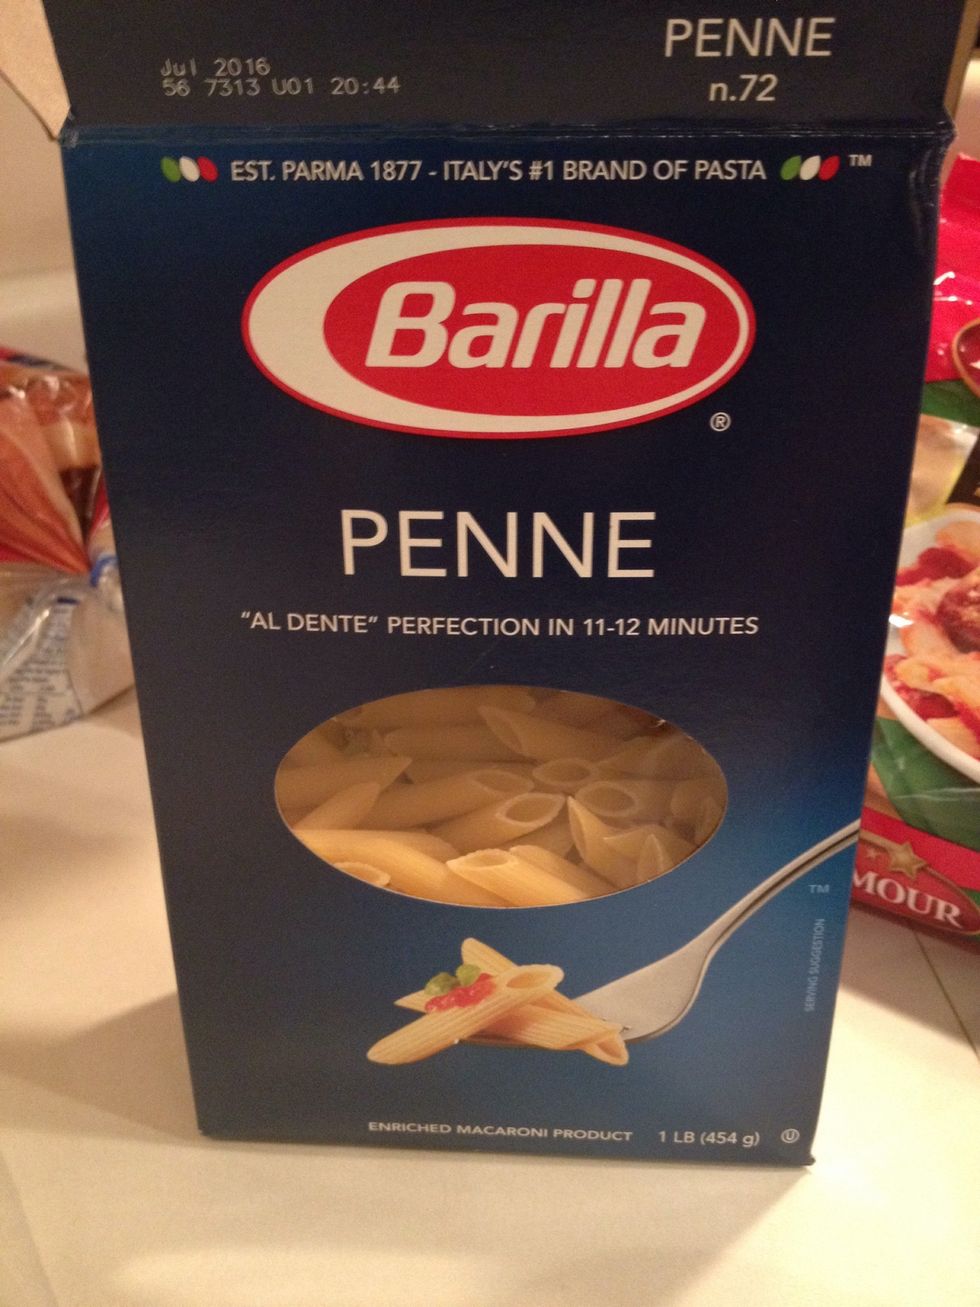 PENNE
n.72
Jul 2016
56 7313 U01 20:44
EST. PARMA 1877 - ITALY'S #1 BRAND OF PASTA TM
Barilla
®
PENNE
"AL DENTE" PERFECTION IN 11-12 MINUTES
TM
SERVING SUGGESTION
ENRICHED MACARONI PRODUCT 1 LB (454 g) U
MOUR